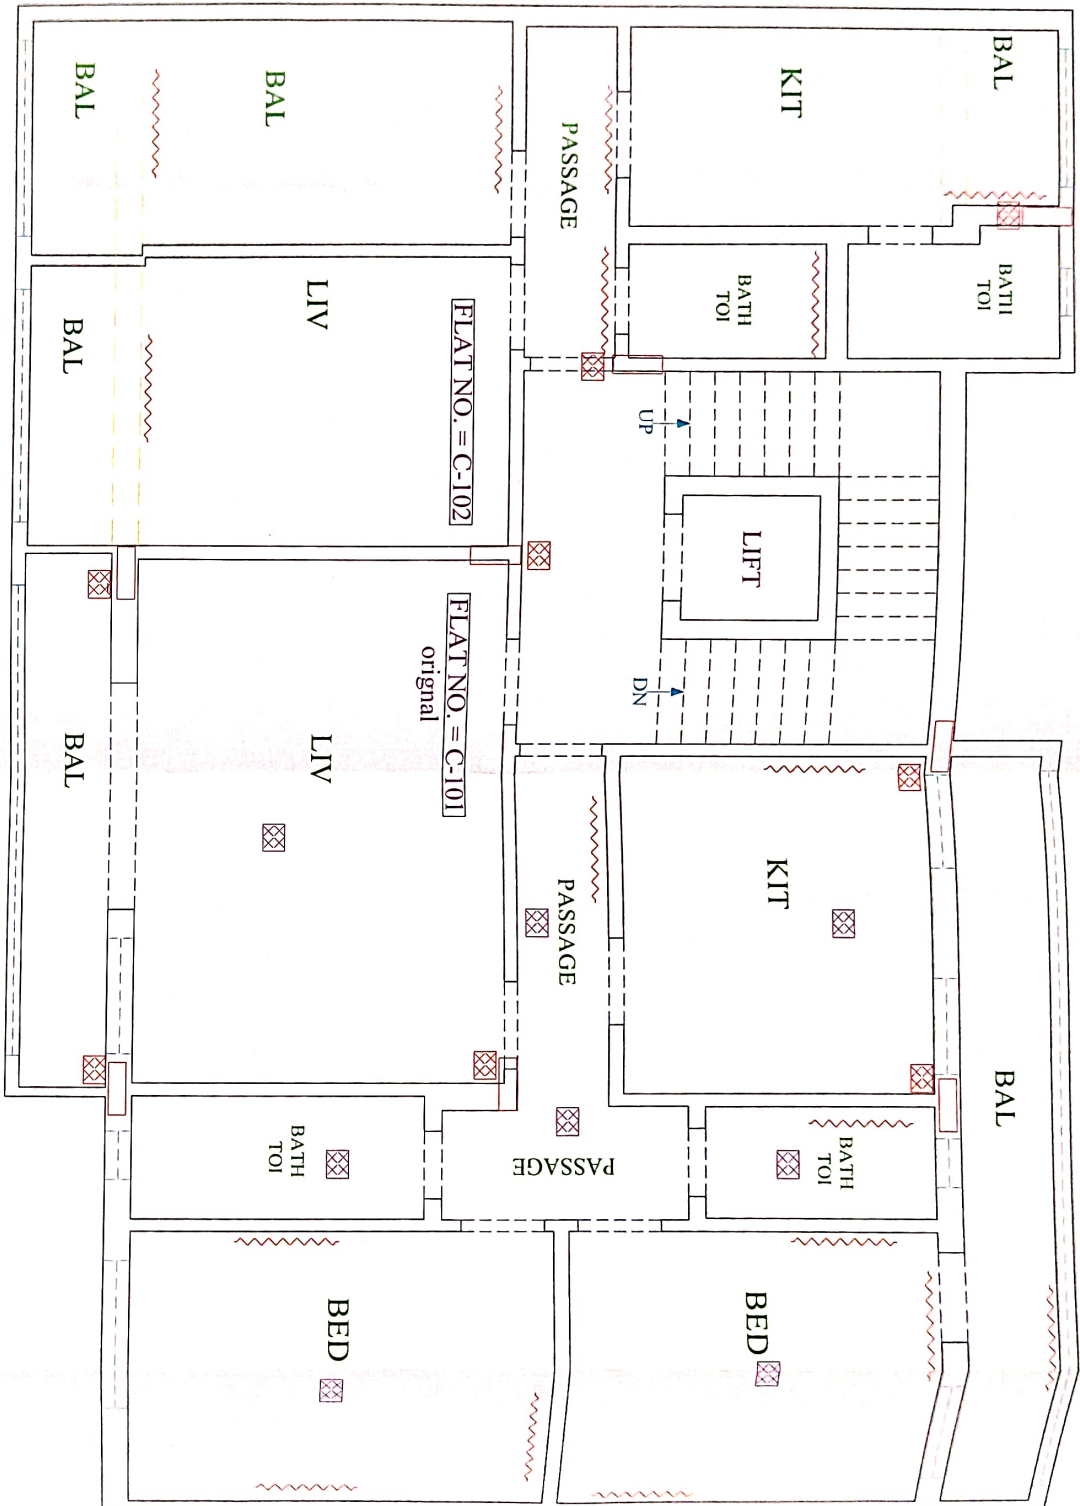 BAL
BAL
BAL
KIT
PASSAGE
BATH
TOI
BATH
TOI
LIV
BAL
FLAT NO. = C-102
UP
LIFT
DN
FLAT NO. = C-101
orignal
LIV
BAL
KIT
PASSAGE
BAL
BATH
TOI
PASSAGE
BATH
TOI
BED
BED